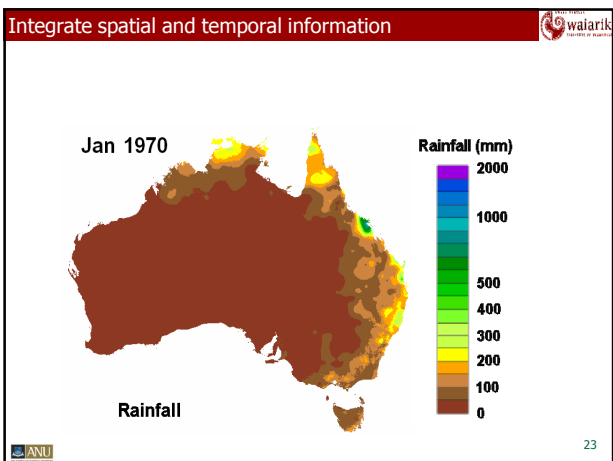 Integrate spatial and temporal information
waiarik
Jan 1970
Rainfall (mm)
2000
1000
500
400
300
200
100
0
Rainfall
ANU
23